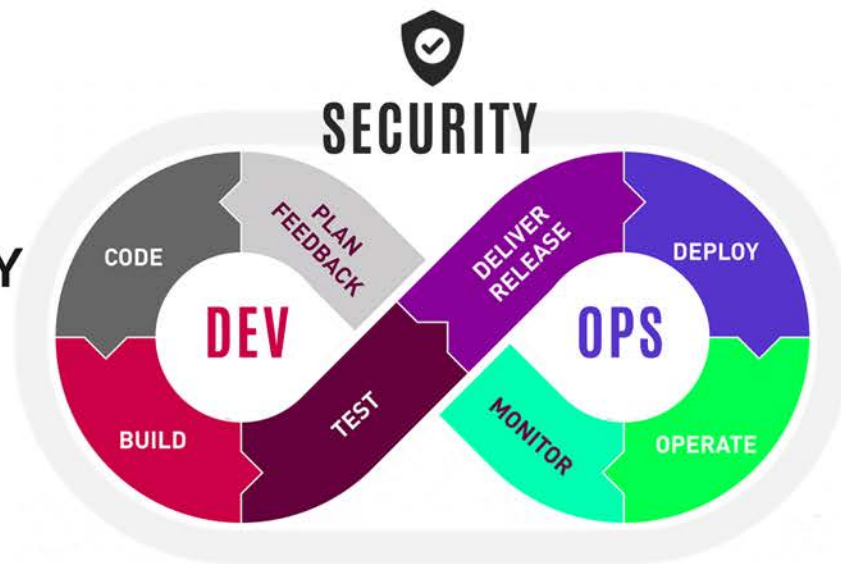 SECURITY
PLAN
FEEDBACK
CODE
DEV
BUILD
TEST
DELIVER
RELEASE
DEPLOY
OPS
OPERATE
MONITOR
Y